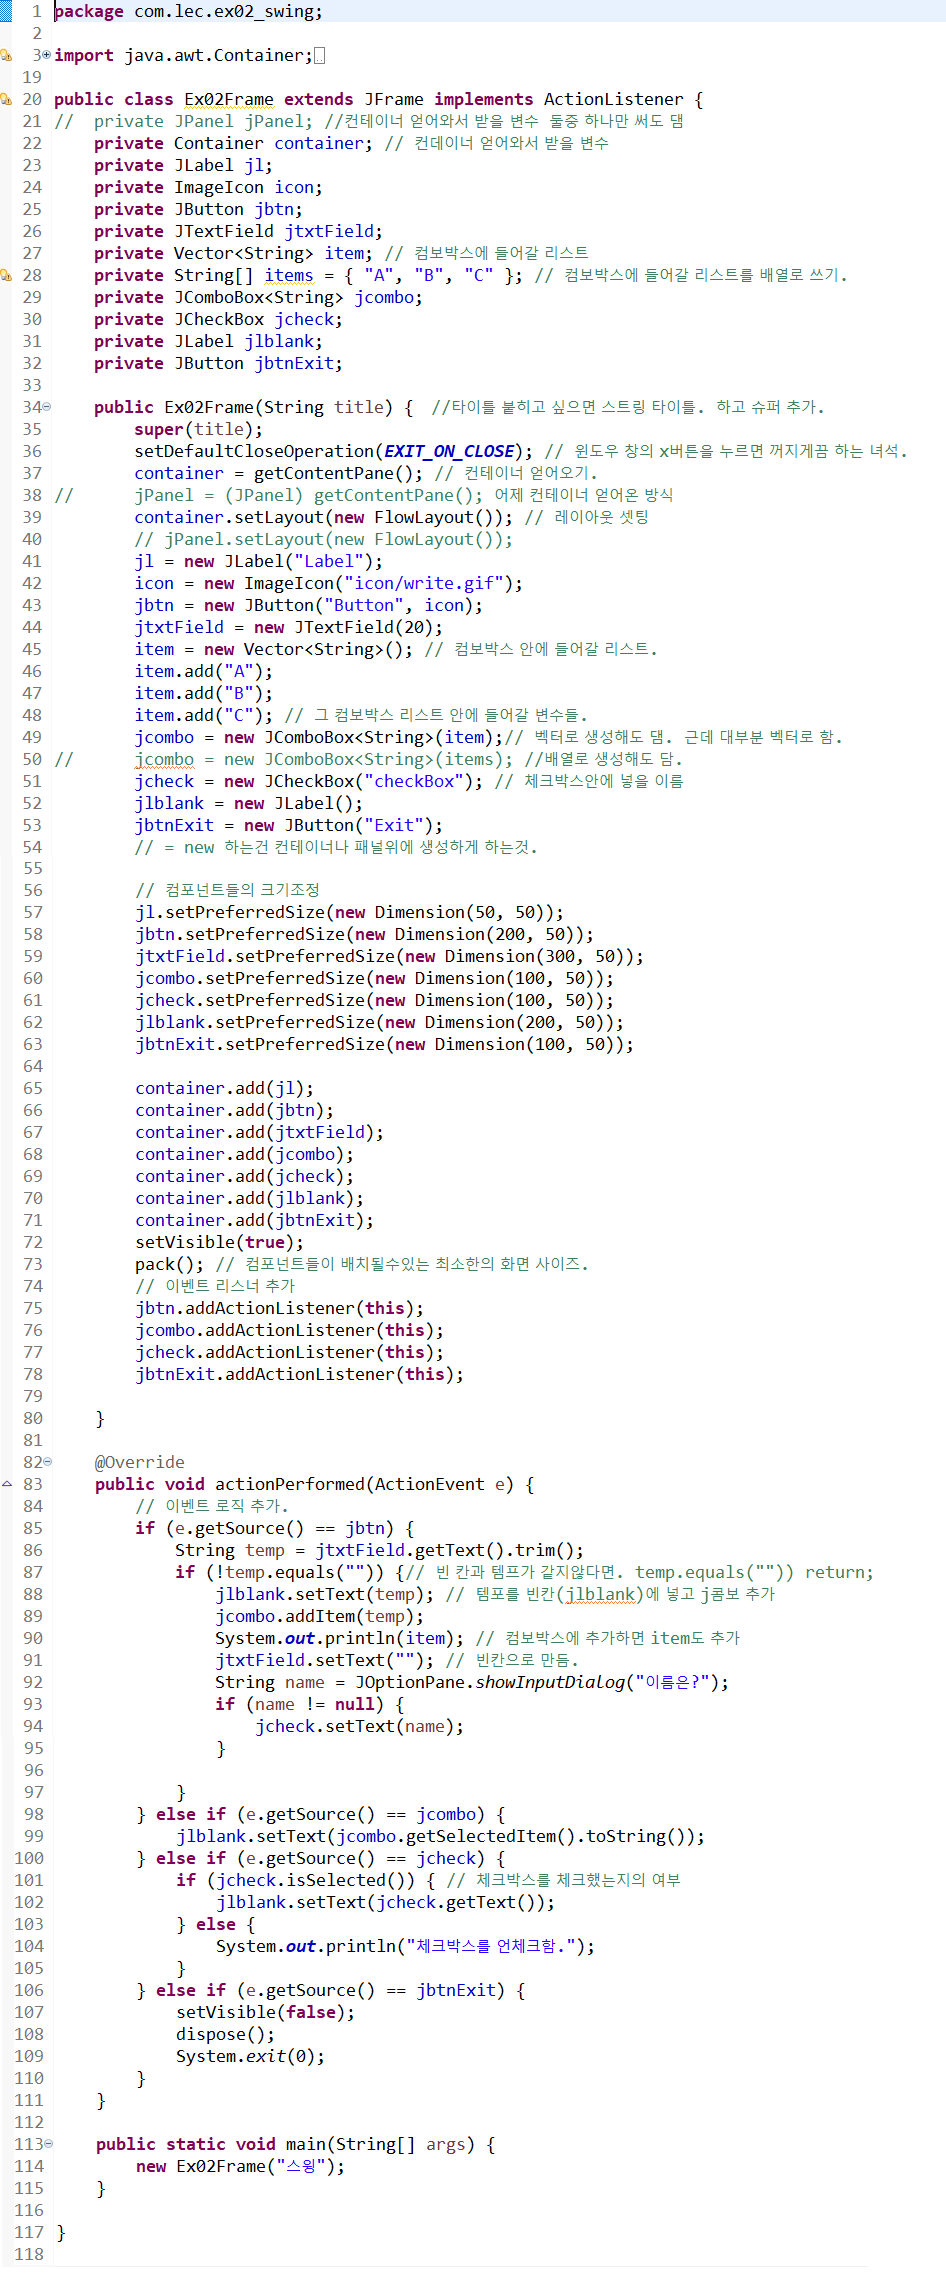 1 package com.lec.ex02_swing;
2
3 import java.awt.Container;
19
20 public class Ex02Frame extends JFrame implements ActionListener {
21 //  private JPanel jPanel; //컨테이너 얻어와서 받을 변수  둘중 하나만 써도 댐
22     private Container container; // 컨데이너 얻어와서 받을 변수
23     private JLabel jl;
24     private ImageIcon icon;
25     private JButton jbtn;
26     private JTextField jtxtField;
27     private Vector<String> item; // 컴보박스에 들어갈 리스트
28     private String[] items = { "A", "B", "C" }; // 컴보박스에 들어갈 리스트를 배열로 쓰기.
29     private JComboBox<String> jcombo;
30     private JCheckBox jcheck;
31     private JLabel jlblank;
32     private JButton jbtnExit;
33
34     public Ex02Frame(String title) {  //타이틀 붙히고 싶으면 스트링 타이틀. 하고 슈퍼 추가.
35         super(title);
36         setDefaultCloseOperation(EXIT_ON_CLOSE); // 윈도우 창의 x버튼을 누르면 꺼지게끔 하는 녀석.
37         container = getContentPane(); // 컨테이너 얻어오기.
38 //      jPanel = (JPanel) getContentPane(); 어제 컨테이너 얻어온 방식
39         container.setLayout(new FlowLayout()); // 레이아웃 셋팅
40         // jPanel.setLayout(new FlowLayout());
41         jl = new JLabel("Label");
42         icon = new ImageIcon("icon/write.gif");
43         jbtn = new JButton("Button", icon);
44         jtxtField = new JTextField(20);
45         item = new Vector<String>(); // 컴보박스 안에 들어갈 리스트.
46         item.add("A");
47         item.add("B");
48         item.add("C"); // 그 컴보박스 리스트 안에 들어갈 변수들.
49         jcombo = new JComboBox<String>(item);// 벡터로 생성해도 댐. 근데 대부분 벡터로 함.
50 //      jcombo = new JComboBox<String>(items); //배열로 생성해도 담.
51         jcheck = new JCheckBox("checkBox"); // 체크박스안에 넣을 이름
52         jlblank = new JLabel();
53         jbtnExit = new JButton("Exit");
54         // = new 하는건 컨테이너나 패널위에 생성하게 하는것.
55
56         // 컴포넌트들의 크기조정
57         jl.setPreferredSize(new Dimension(50, 50));
58         jbtn.setPreferredSize(new Dimension(200, 50));
59         jtxtField.setPreferredSize(new Dimension(300, 50));
60         jcombo.setPreferredSize(new Dimension(100, 50));
61         jcheck.setPreferredSize(new Dimension(100, 50));
62         jlblank.setPreferredSize(new Dimension(200, 50));
63         jbtnExit.setPreferredSize(new Dimension(100, 50));
64
65         container.add(jl);
66         container.add(jbtn);
67         container.add(jtxtField);
68         container.add(jcombo);
69         container.add(jcheck);
70         container.add(jlblank);
71         container.add(jbtnExit);
72         setVisible(true);
73         pack(); // 컴포넌트들이 배치될수있는 최소한의 화면 사이즈.
74         // 이벤트 리스너 추가
75         jbtn.addActionListener(this);
76         jcombo.addActionListener(this);
77         jcheck.addActionListener(this);
78         jbtnExit.addActionListener(this);
79
80     }
81
82     @Override
83     public void actionPerformed(ActionEvent e) {
84         // 이벤트 로직 추가.
85         if (e.getSource() == jbtn) {
86             String temp = jtxtField.getText().trim();
87             if (!temp.equals("")) {// 빈 칸과 템프가 같지않다면. temp.equals("")) return;
88                 jlblank.setText(temp); // 템포를 빈칸(jlblank)에 넣고 j콤보 추가
89                 jcombo.addItem(temp);
90                 System.out.println(item); // 컴보박스에 추가하면 item도 추가
91                 jtxtField.setText(""); // 빈칸으로 만듬.
92                 String name = JOptionPane.showInputDialog("이름은?");
93                 if (name != null) {
94                     jcheck.setText(name);
95                 }
96
97             }
98         } else if (e.getSource() == jcombo) {
99             jlblank.setText(jcombo.getSelectedItem().toString());
100         } else if (e.getSource() == jcheck) {
101             if (jcheck.isSelected()) { // 체크박스를 체크했는지의 여부
102                 jlblank.setText(jcheck.getText());
103             } else {
104                 System.out.println("체크박스를 언체크함.");
105             }
106         } else if (e.getSource() == jbtnExit) {
107             setVisible(false);
108             dispose();
109             System.exit(0);
110         }
111     }
112
113     public static void main(String[] args) {
114         new Ex02Frame("스윙");
115     }
116
117 }
118